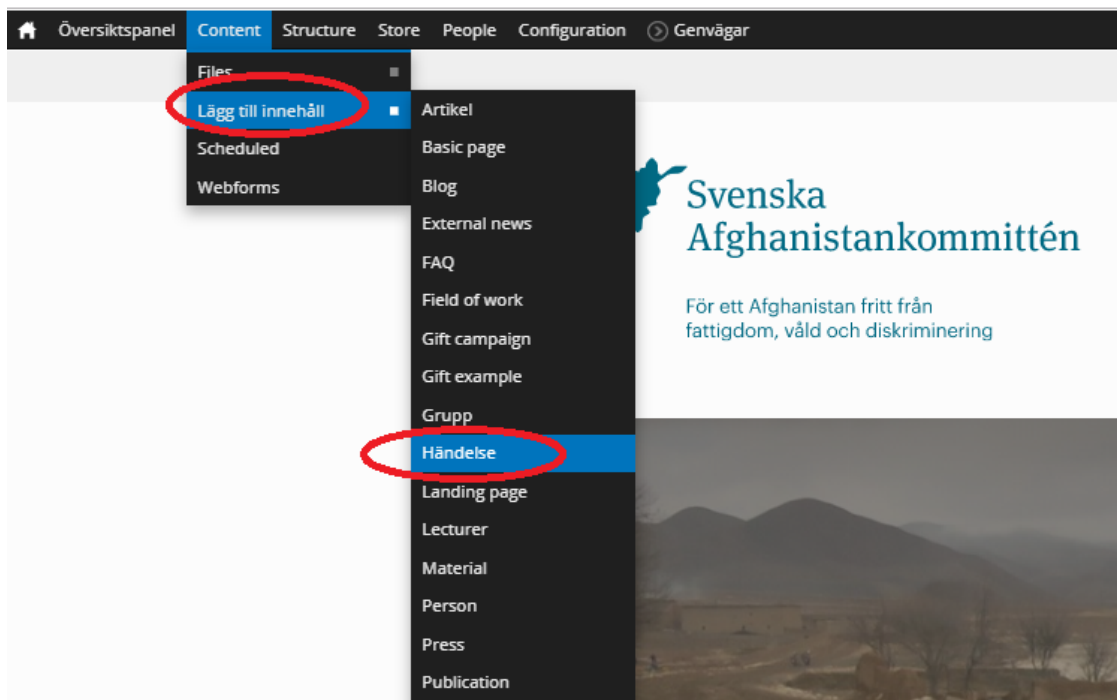 Översiktspanel Content Structure Store People Configuration Genvägar
Files
Lägg till innehåll
Scheduled
Webforms
Artikel
Basic page
Blog
External news
FAQ
Field of work
Gift campaign
Gift example
Grupp
Händelse
Landing page
Lecturer
Material
Person
Press
Publication
Svenska
Afghanistankommittén
För ett Afghanistan fritt från
fattigdom, våld och diskriminering